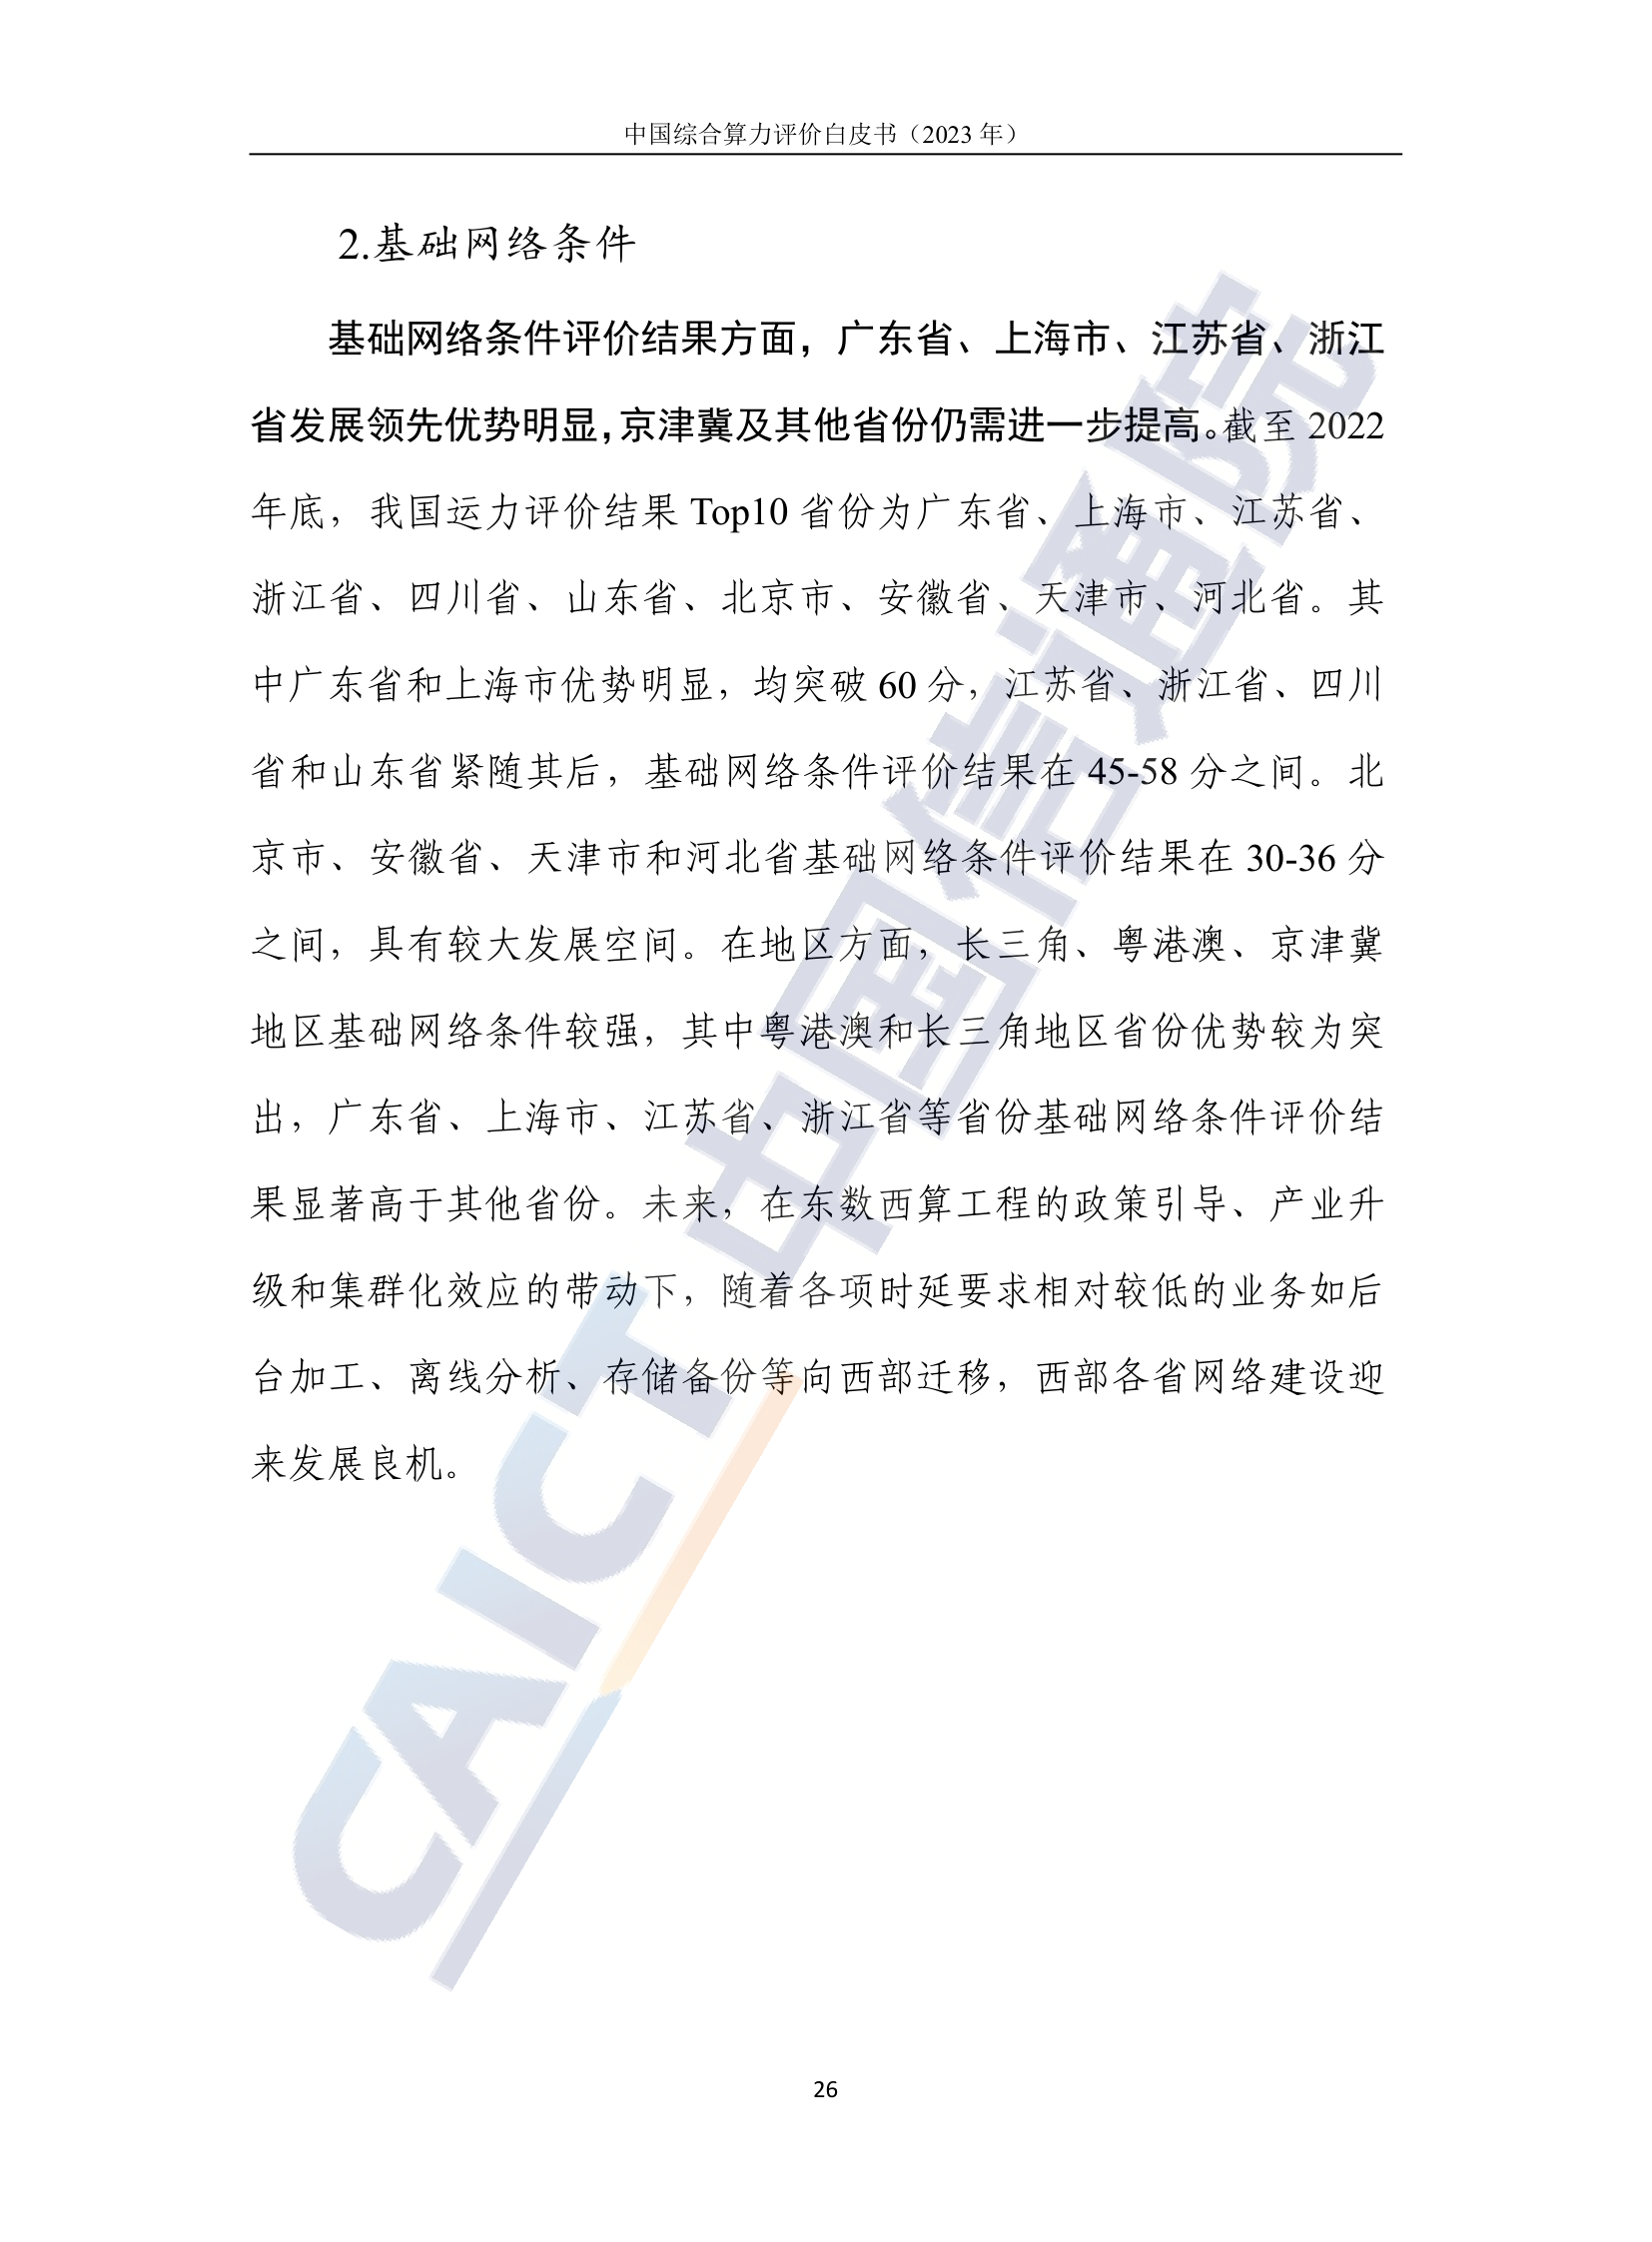 中国综合算力评价白皮书（2023 年）
2.基础网络条件
基础网络条件评价结果方面，广东省、上海市、江苏省、浙江
省发展领先优势明显，京津冀及其他省份仍需进一步提高。截至 2022
年底，我国运力评价结果 Top10 省份为广东省、上海市、江苏省、
浙江省、四川省、山东省、北京市、安徽省、天津市、河北省。其
中广东省和上海市优势明显，均突破 60 分，江苏省、浙江省、四川
省和山东省紧随其后，基础网络条件评价结果在 45-58 分之间。北
京市、安徽省、天津市和河北省基础网络条件评价结果在 30-36 分
之间，具有较大发展空间。在地区方面，长三角、粤港澳、京津冀
地区基础网络条件较强，其中粤港澳和长三角地区省份优势较为突
出，广东省、上海市、江苏省、浙江省等省份基础网络条件评价结
果显著高于其他省份。未来，在东数西算工程的政策引导、产业升
级和集群化效应的带动下，随着各项时延要求相对较低的业务如后
台加工、离线分析、存储备份等向西部迁移，西部各省网络建设迎
来发展良机。
CAICT 中国信通院
26